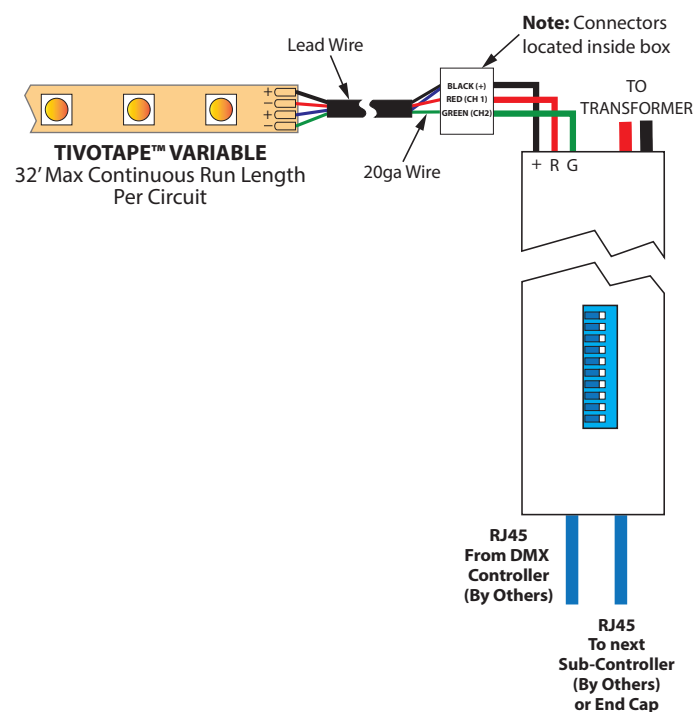 Note: Connectors
located inside box
Lead Wire
BLACK (+)
RED (CH 1)
GREEN (CH2)
TO
TRANSFORMER
+
−
+
−
TIVOTAPE™ VARIABLE
32’ Max Continuous Run Length
Per Circuit
20ga Wire
+ R G
RJ45
From DMX
Controller
(By Others)
RJ45
To next
Sub-Controller
(By Others)
or End Cap